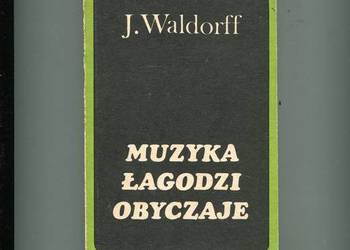 J. Waldorff
MUZYKA
ŁAGODZI
OBYCZAJE